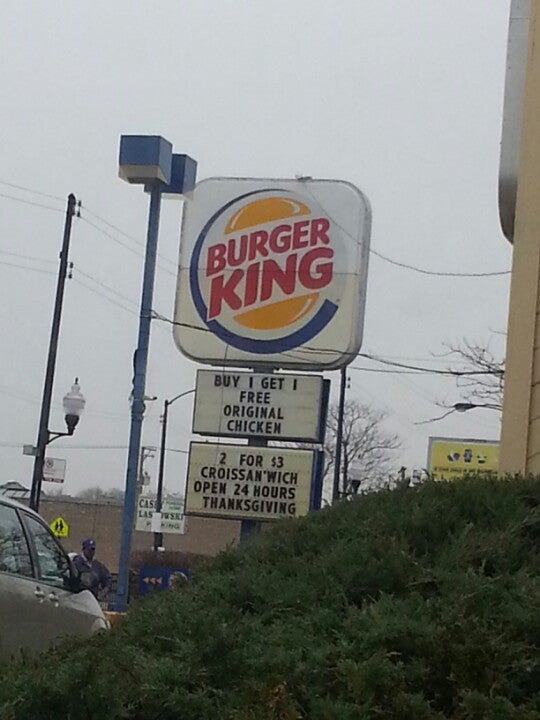 BURGER
KING
BUY 1 GET 1
FREE
ORIGINAL
CHICKEN
2 FOR $3
CROISSAN'WICH
OPEN 24 HOURS
THANKSGIVING